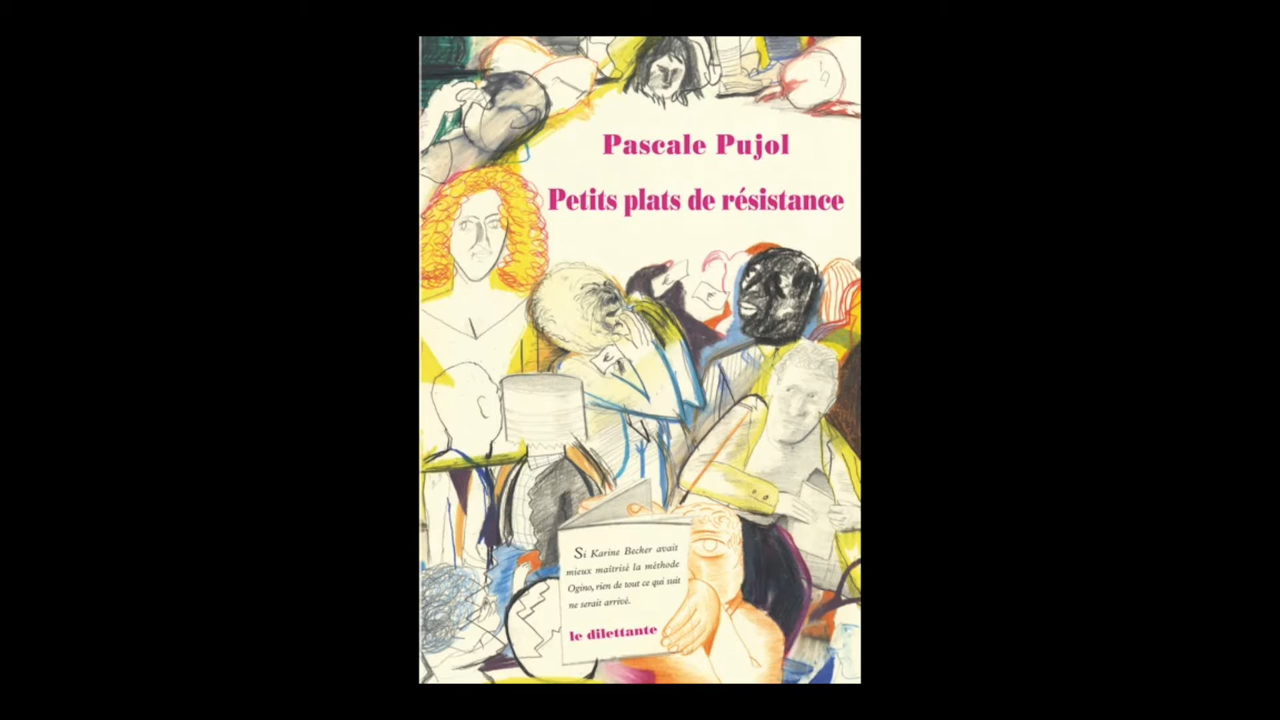 Pascale Pujol
Petits plats de résistance
Si Karine Becker avait
mieux maîtrisé la méthode
Ogino, rien de tout ce qui suit
ne serait arrivé.
le dilettante